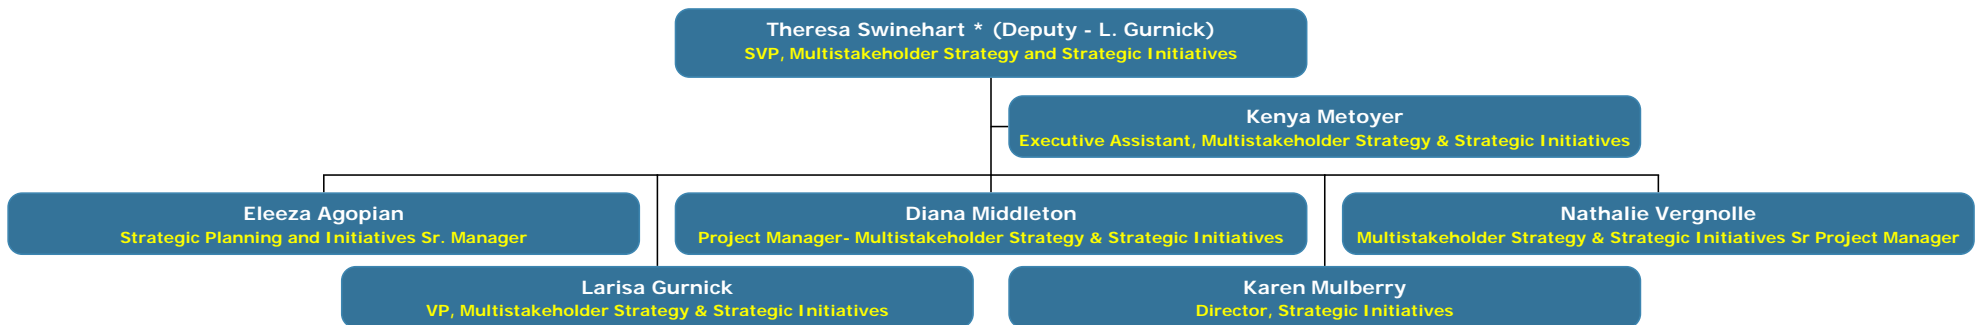 Theresa Swinehart * (Deputy - L. Gurnick)
SVP, Multistakeholder Strategy and Strategic Initiatives
Kenya Metoyer
Executive Assistant, Multistakeholder Strategy & Strategic Initiatives
Eleeza Agopian
Strategic Planning and Initiatives Sr. Manager
Diana Middleton
Project Manager- Multistakeholder Strategy & Strategic Initiatives
Nathalie Vergnolle
Multistakeholder Strategy & Strategic Initiatives Sr Project Manager
Larisa Gurnick
VP, Multistakeholder Strategy & Strategic Initiatives
Karen Mulberry
Director, Strategic Initiatives